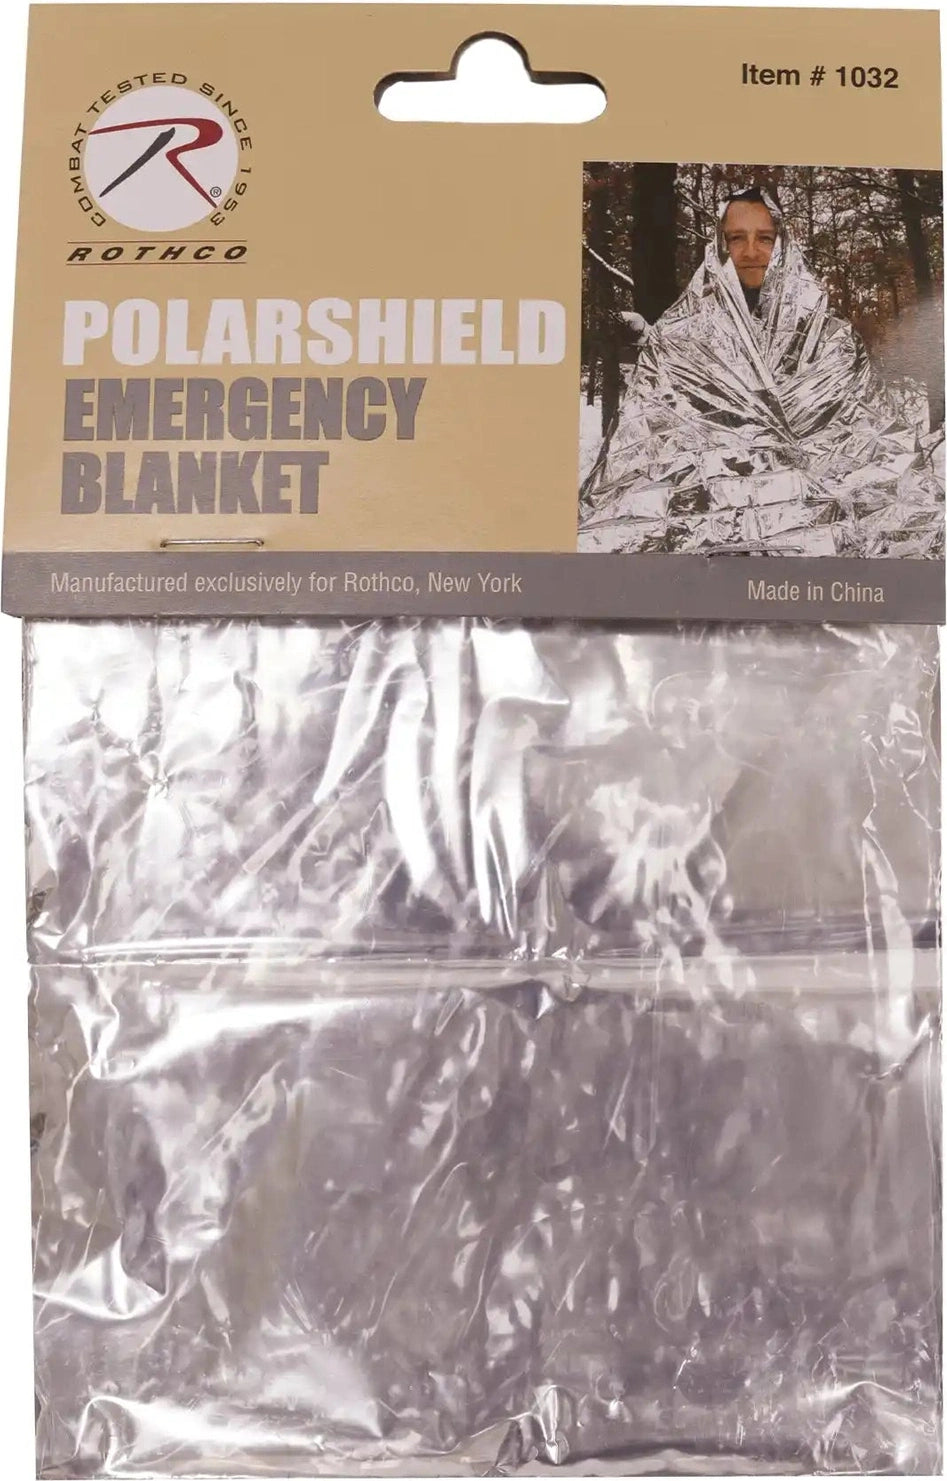 COMBAT TESTED SINCE 1953
R®
ROTHCO
Item # 1032
POLARSHIELD
EMERGENCY
BLANKET
Manufactured exclusively for Rothco, New York
Made in China